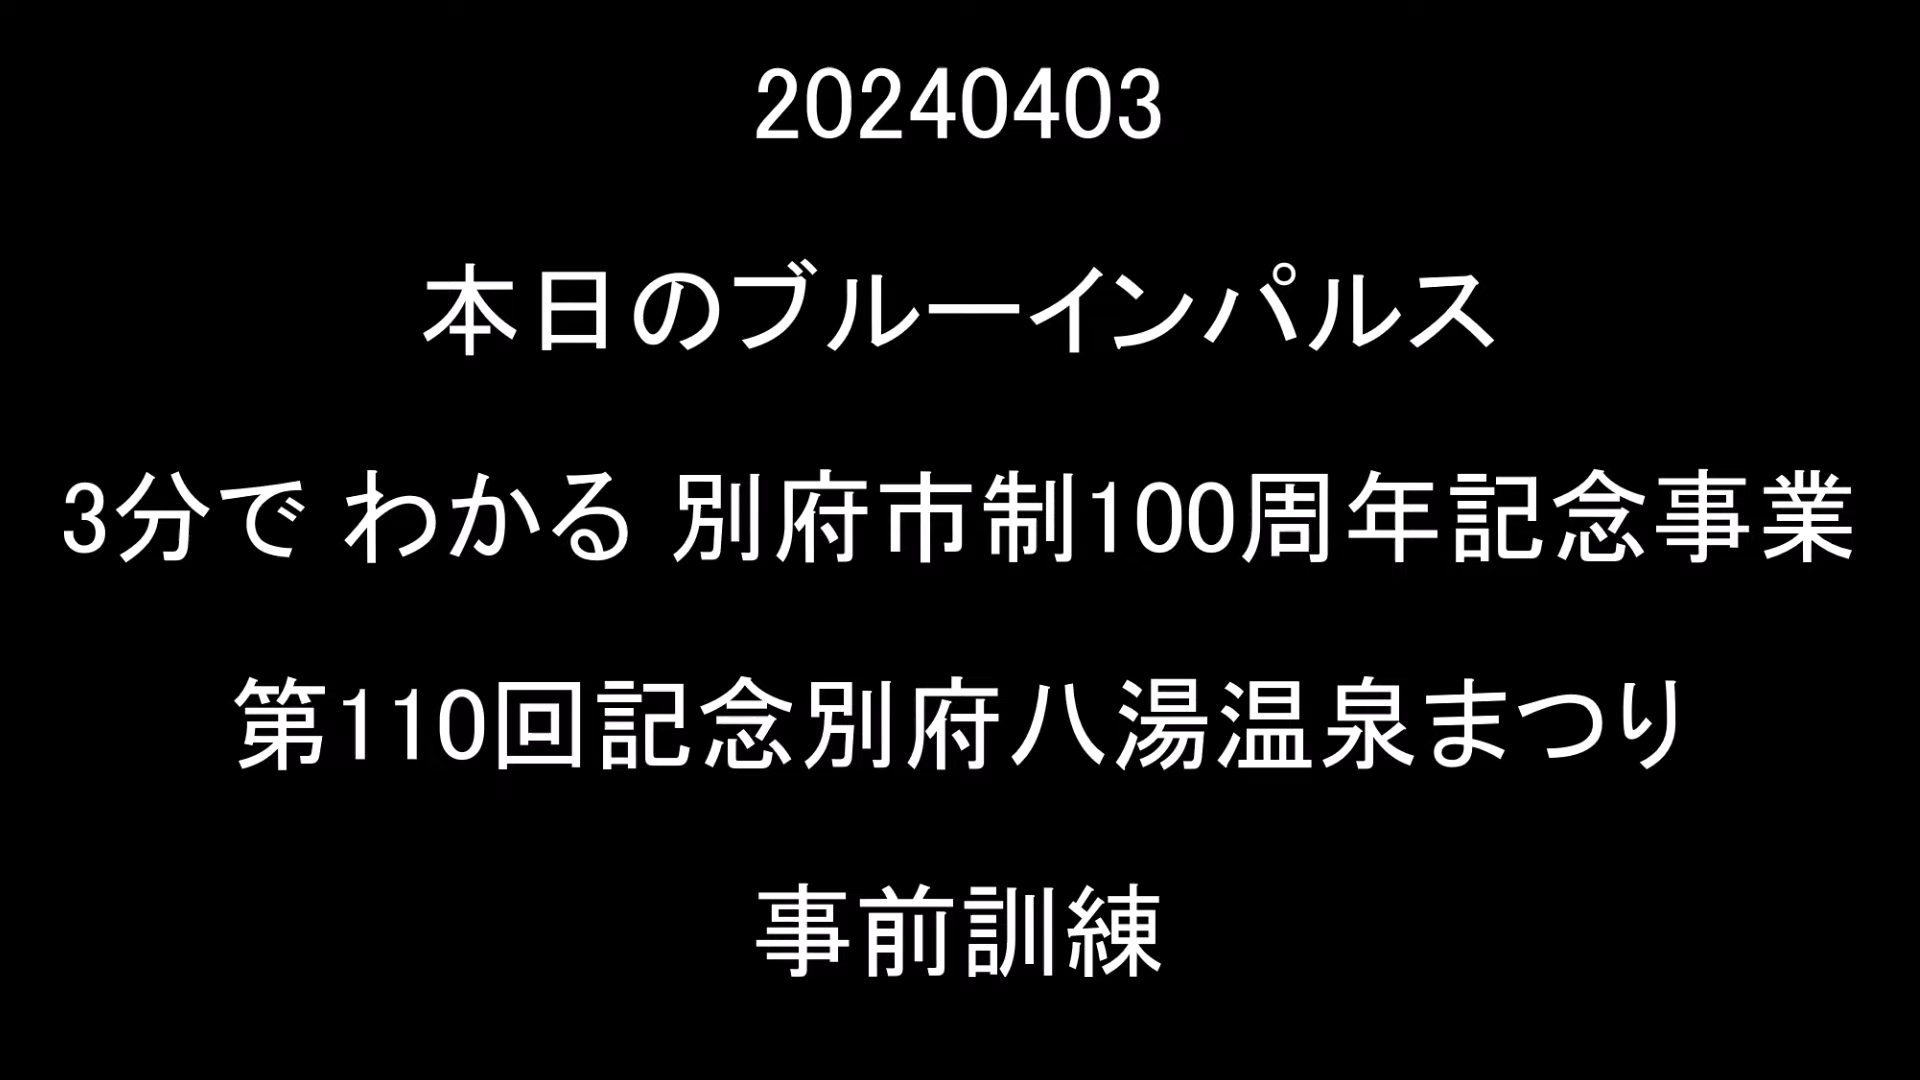 20240403
本日のブルーインパルス
3分で わかる 別府市制100周年記念事業
第110回記念別府八湯温泉まつり
事前訓練